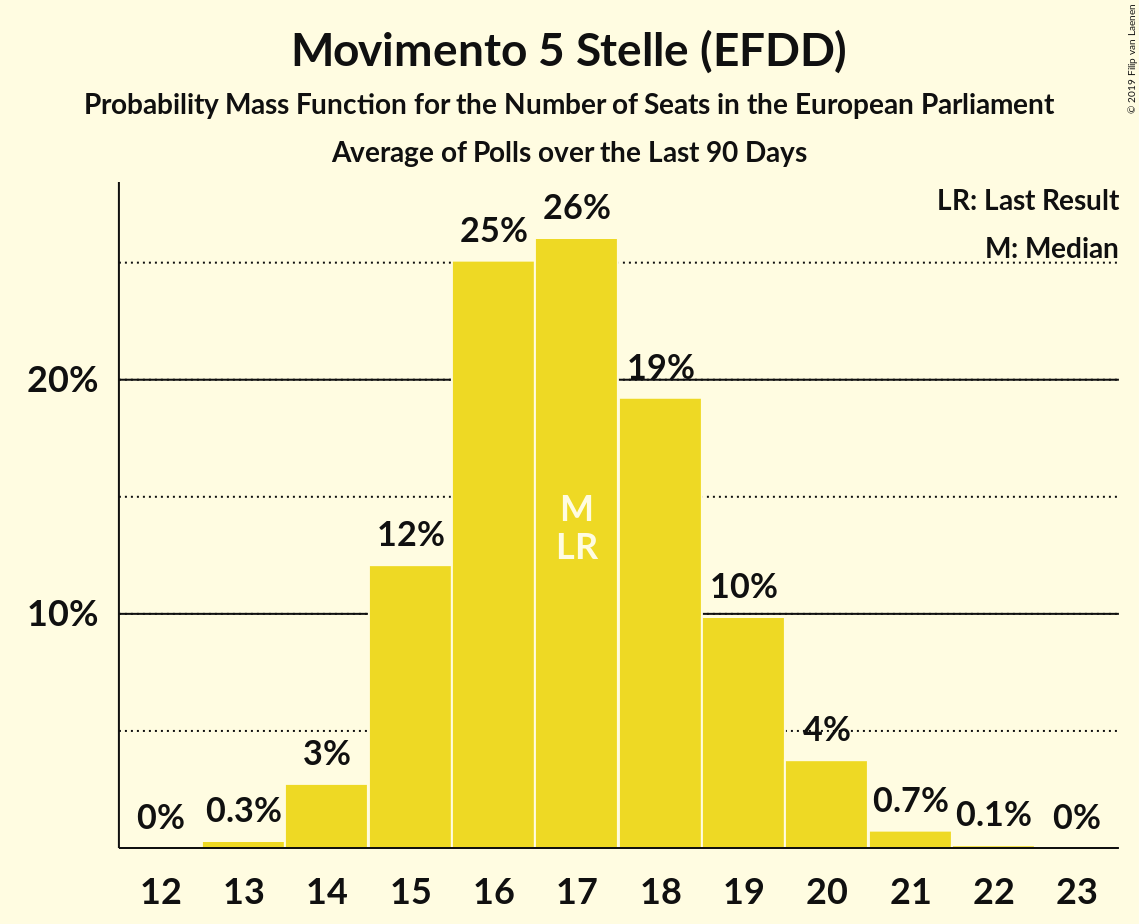 Movimento 5 Stelle (EFDD)
Probability Mass Function for the Number of Seats in the European Parliament
Average of Polls over the Last 90 Days
© 2019 Filip van Laenen
LR: Last Result
M: Median
26%
25%
20%
19%
M
LR
12%
10%
10%
4%
3%
0.7%
0.3%
0.1%
0%
0%
12 13 14 15 16 17 18 19 20 21 22 23